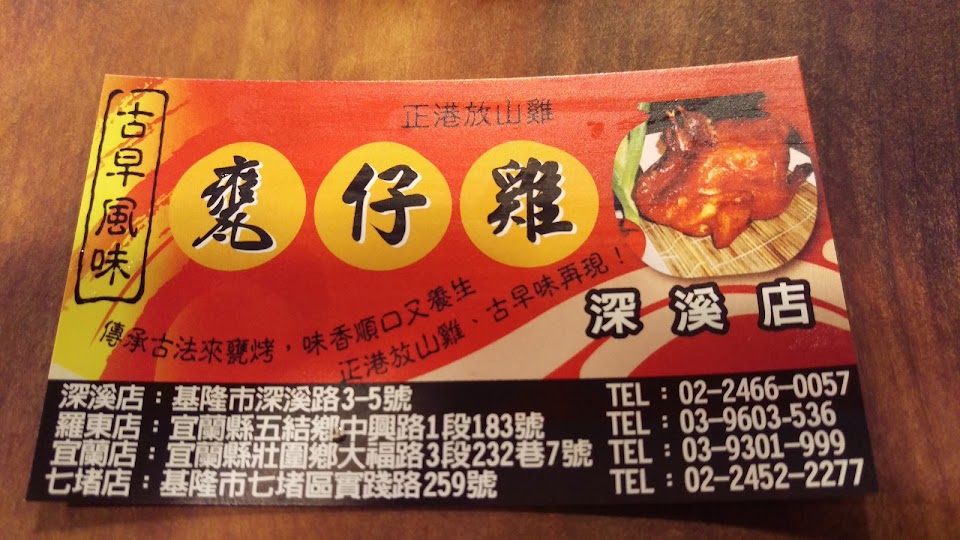 古早風味
正港放山雞
甕仔雞
傳承古法來甕烤，味香順口又養生
正港放山雞、古早味再現！
深溪店
深溪店：基隆市深溪路3-5號 TEL：02-2466-0057
羅東店：宜蘭縣五結鄉中興路1段183號 TEL：03-9603-536
宜蘭店：宜蘭縣壯圍鄉大福路3段232巷7號 TEL：03-9301-999
七堵店：基隆市七堵區實踐路259號 TEL：02-2452-2277